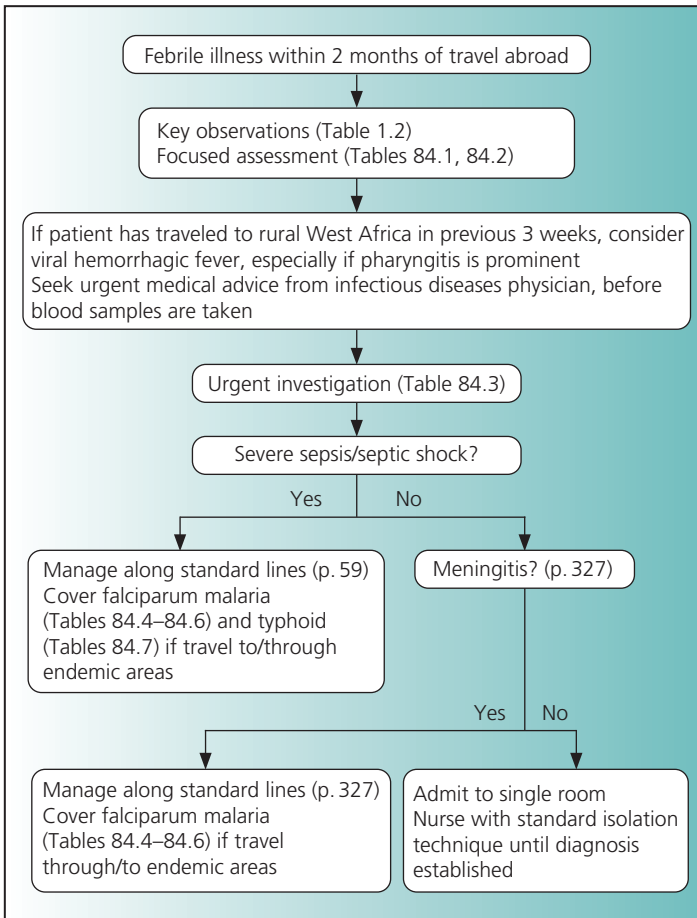 Febrile illness within 2 months of travel abroad
Key observations (Table 1.2)
Focused assessment (Tables 84.1, 84.2)
If patient has traveled to rural West Africa in previous 3 weeks, consider
viral hemorrhagic fever, especially if pharyngitis is prominent
Seek urgent medical advice from infectious diseases physician, before
blood samples are taken
Urgent investigation (Table 84.3)
Severe sepsis/septic shock?
Yes No
Manage along standard lines (p. 59)
Cover falciparum malaria
(Tables 84.4–84.6) and typhoid
(Tables 84.7) if travel to/through
endemic areas
Meningitis? (p. 327)
Yes No
Manage along standard lines (p. 327)
Cover falciparum malaria
(Tables 84.4–84.6) if travel
through/to endemic areas
Admit to single room
Nurse with standard isolation
technique until diagnosis
established